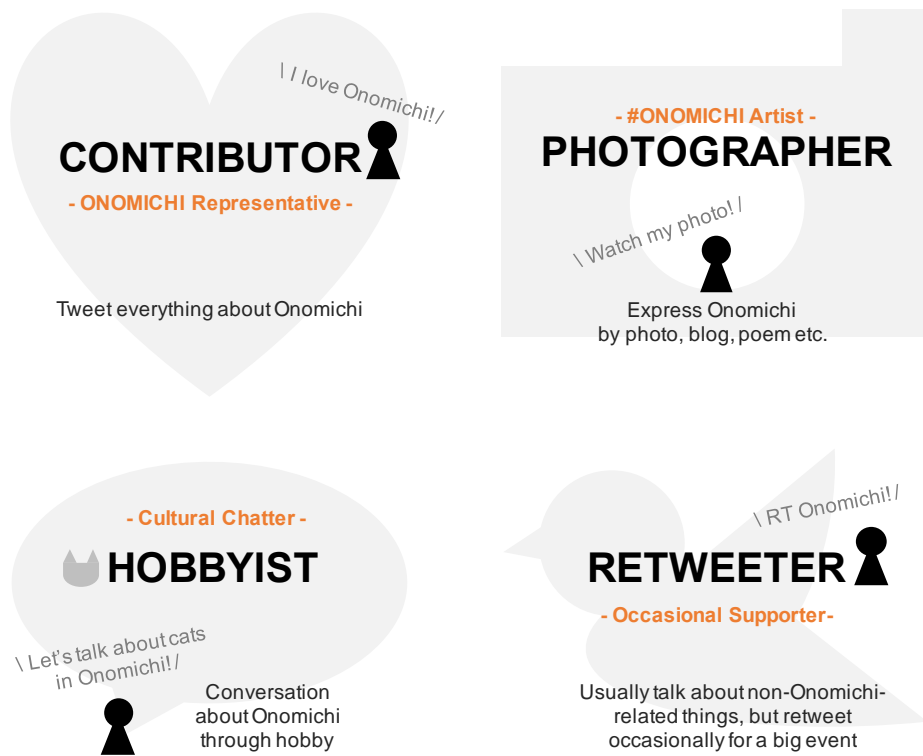 \ I love Onomichi! /
CONTRIBUTOR
- ONOMICHI Representative -
Tweet everything about Onomichi
- #ONOMICHI Artist -
PHOTOGRAPHER
\ Watch my photo! /
Express Onomichi
by photo, blog, poem etc.
- Cultural Chatter -
HOBBYIST
\ Let's talk about cats
in Onomichi! /
Conversation
about Onomichi
through hobby
\ RT Onomichi! /
RETWEETER
- Occasional Supporter-
Usually talk about non-Onomichi-
related things, but retweet
occasionally for a big event